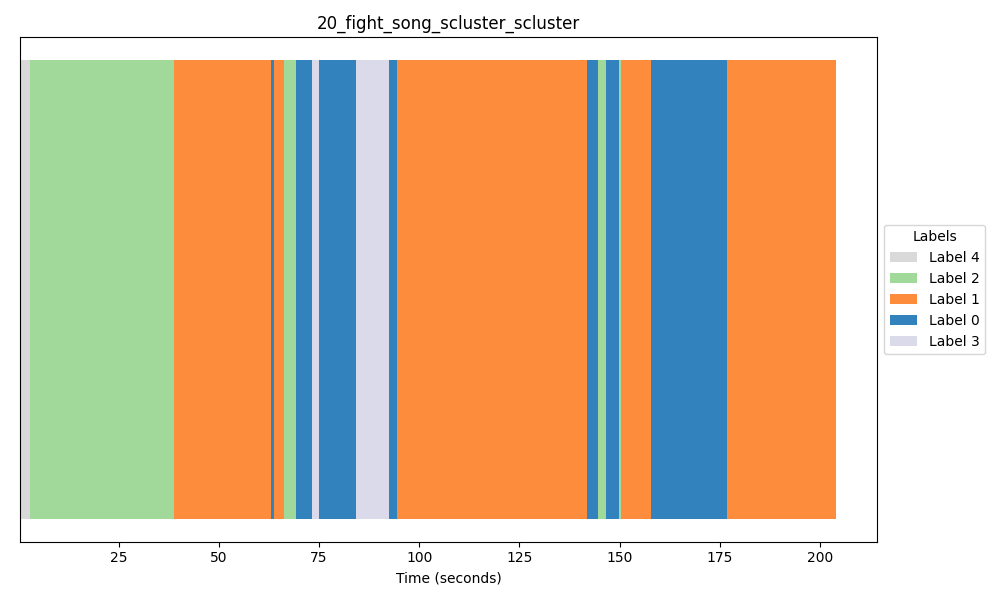 20_fight_song_scluster_scluster
Labels
Label 4
Label 2
Label 1
Label 0
Label 3
25 50 75 100 125 150 175 200
Time (seconds)